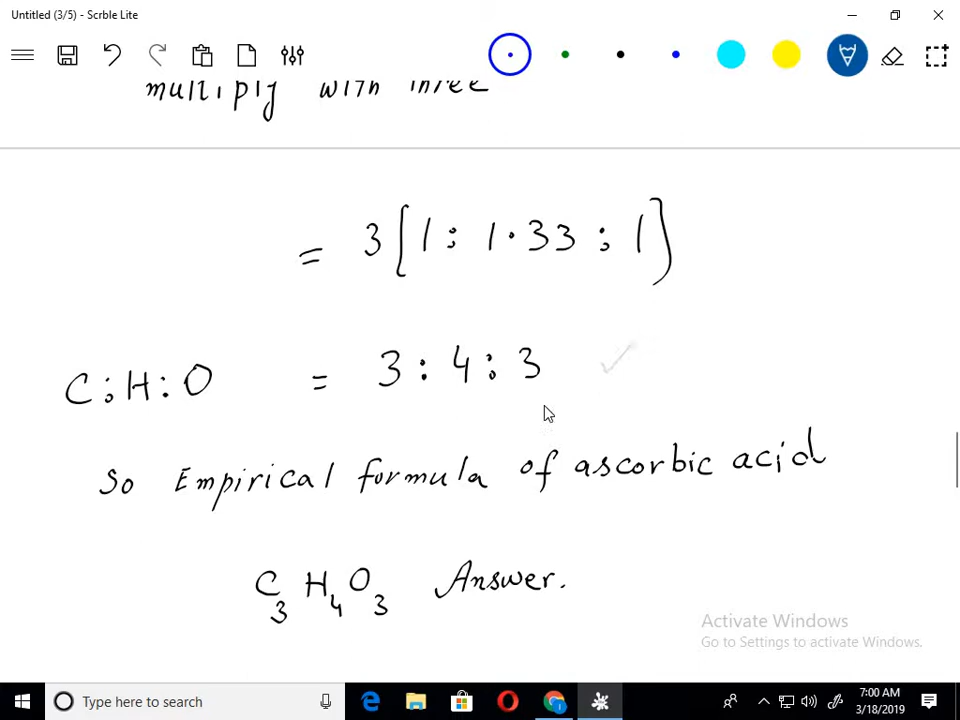 Untitled (3/5) - Scrble Lite
multiply with three
= 3[1 : 1.33 : 1]
C:H:O = 3 : 4 : 3 ✓
So Empirical formula of ascorbic acid
C3H4O3 Answer.
Activate Windows
Go to Settings to activate Windows.
Type here to search
7:00 AM
3/18/2019